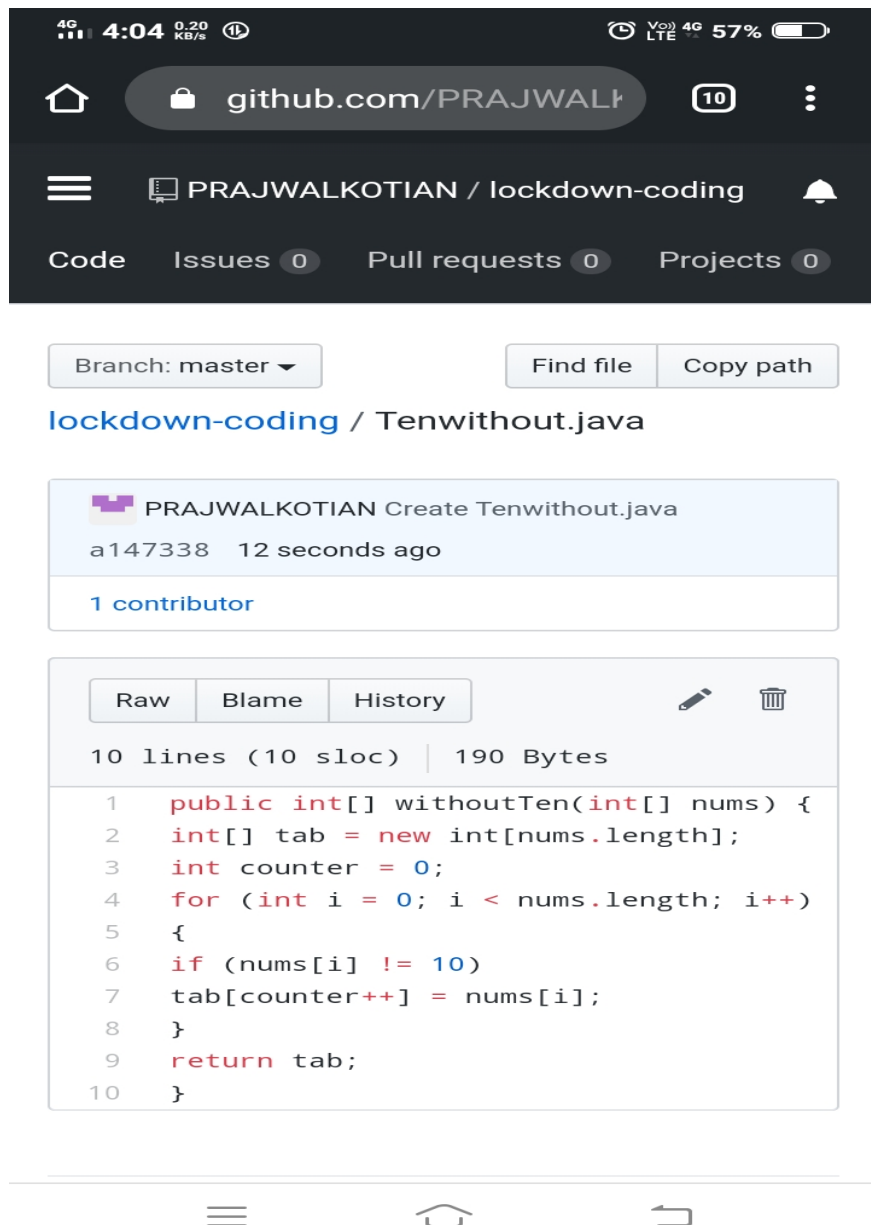 4G 4:04 0.20 KB/s Vo)) LTE 4G 57%
github.com/PRAJWALK 10
PRAJWALKOTIAN / lockdown-coding
Code Issues 0 Pull requests 0 Projects 0
Branch: master Find file Copy path
lockdown-coding / Tenwithout.java
PRAJWALKOTIAN Create Tenwithout.java
a147338 12 seconds ago
1 contributor
Raw Blame History
10 lines (10 sloc) 190 Bytes
1 public int[] withoutTen(int[] nums) {
2 int[] tab = new int[nums.length];
3 int counter = 0;
4 for (int i = 0; i < nums.length; i++)
5 {
6 if (nums[i] != 10)
7 tab[counter++] = nums[i];
8 }
9 return tab;
10 }